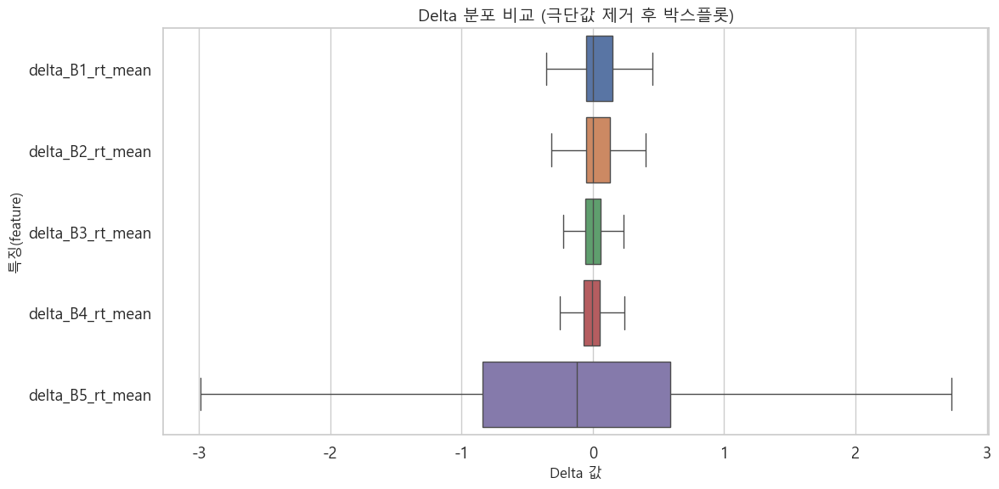 Delta 분포 비교 (극단값 제거 후 박스플롯)
특징(feature)
delta_B1_rt_mean
delta_B2_rt_mean
delta_B3_rt_mean
delta_B4_rt_mean
delta_B5_rt_mean
-3 -2 -1 0 1 2 3
Delta 값